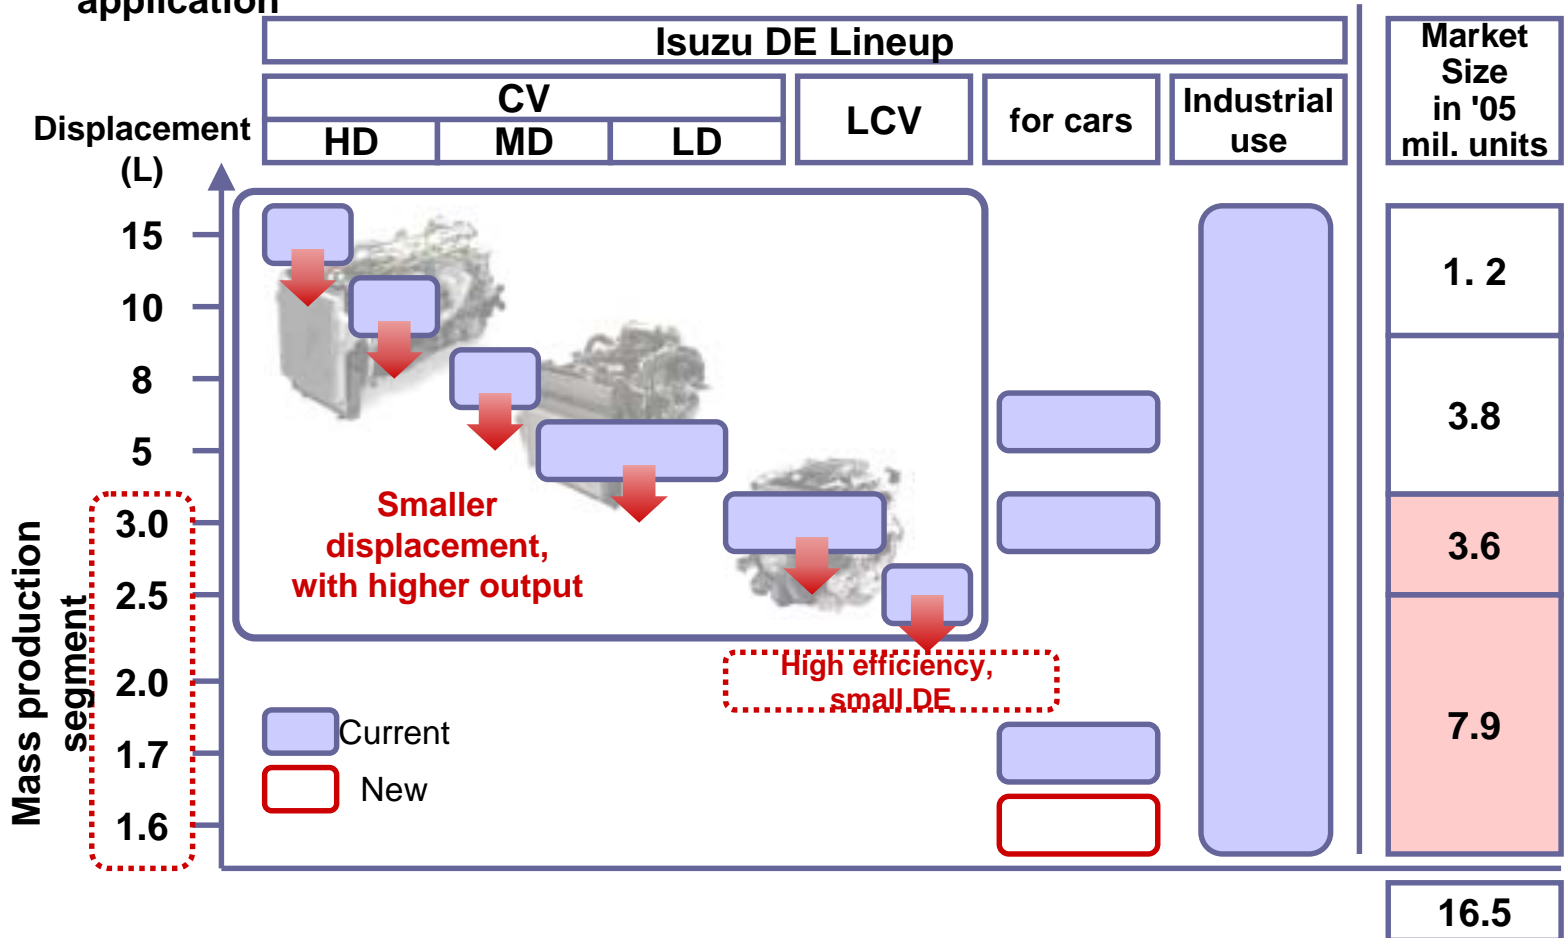 application
Isuzu DE Lineup
Market
Size
in '05
mil. units
CV
LCV
for cars
Industrial
use
HD
MD
LD
Displacement
(L)
15
10
8
5
3.0
2.5
2.0
1.7
1.6
Mass production
segment
Smaller
displacement,
with higher output
High efficiency,
small DE
Current
New
1. 2
3.8
3.6
7.9
16.5